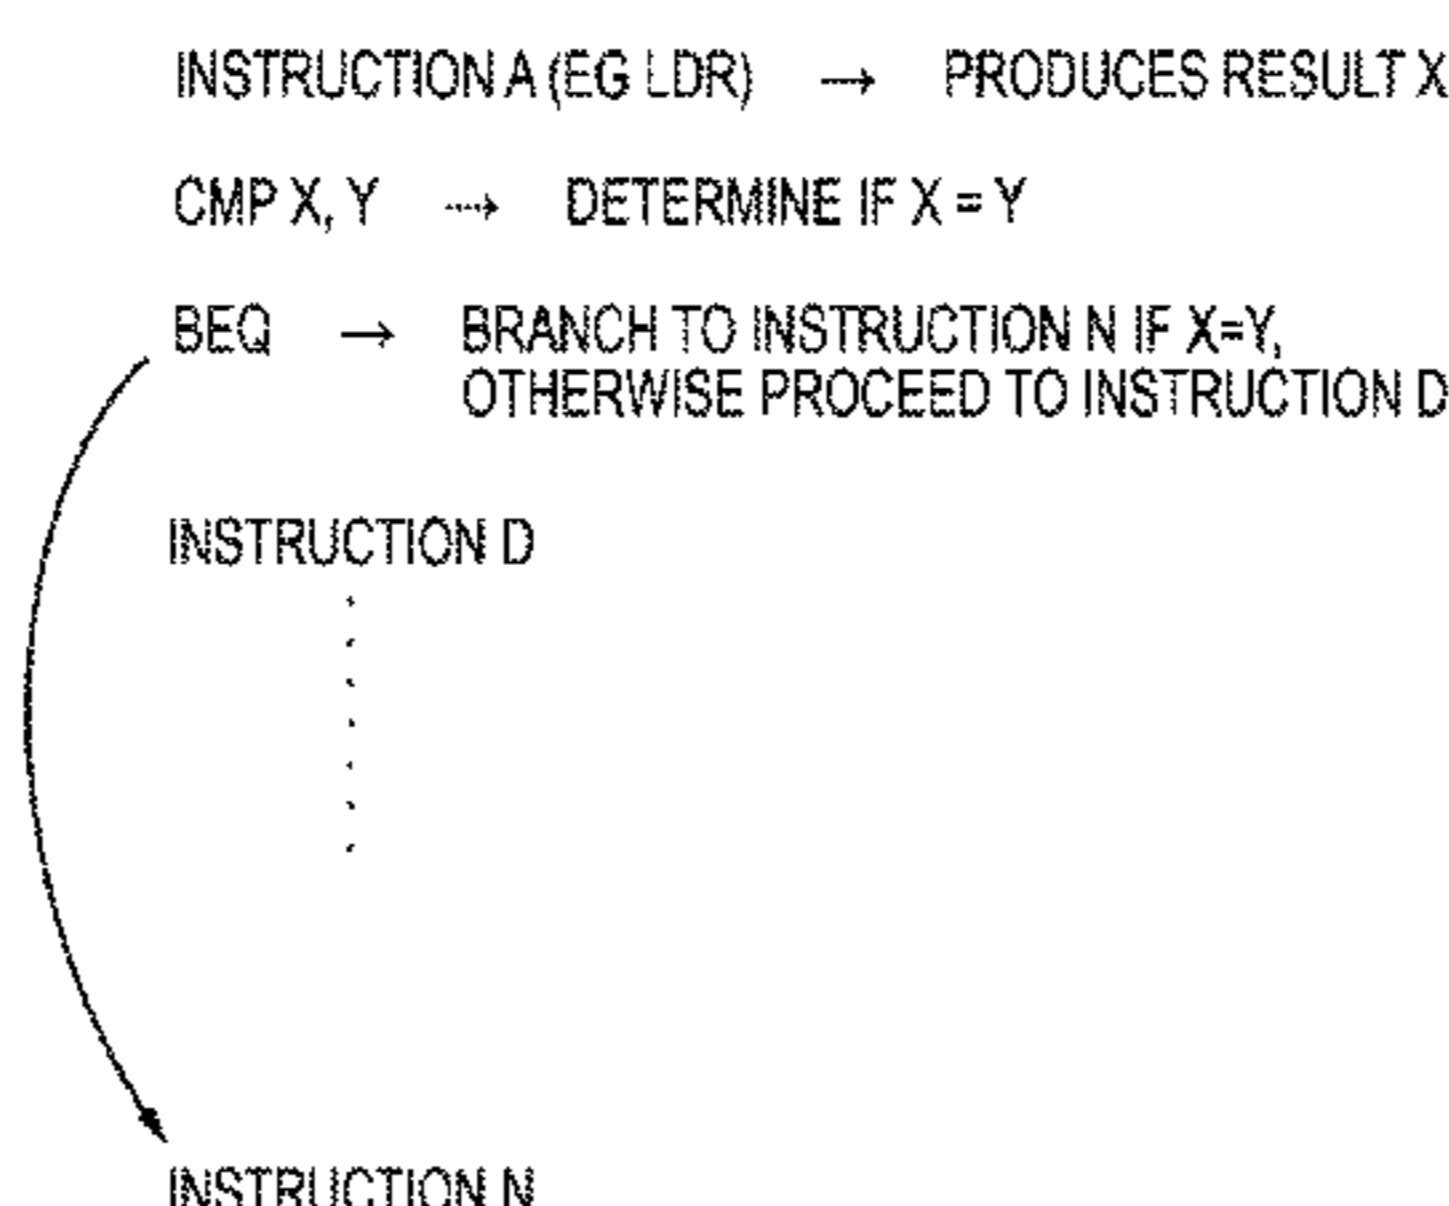 INSTRUCTION A (EG LDR) → PRODUCES RESULT X
CMP X, Y → DETERMINE IF X = Y
BEQ → BRANCH TO INSTRUCTION N IF X=Y,
OTHERWISE PROCEED TO INSTRUCTION D
INSTRUCTION D
INSTRUCTION N